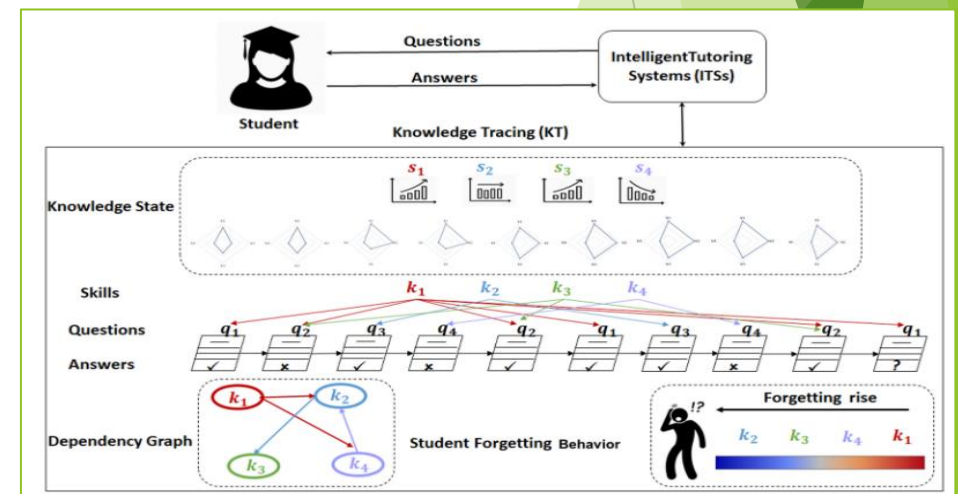 Questions
Answers
Student
IntelligentTutoring
Systems (ITSs)
Knowledge Tracing (KT)
s1 s2 s3 s4
Knowledge State
Skills k1 k2 k3 k4
Questions q1 q2 q3 q4 q2 q1 q3 q4 q2 q1
Answers ✓ × ✓ × ✓ ✓ ✓ × ✓ ?
Dependency Graph
k1 k2
k3 k4
Student Forgetting Behavior
!?
Forgetting rise
k2 k3 k4 k1